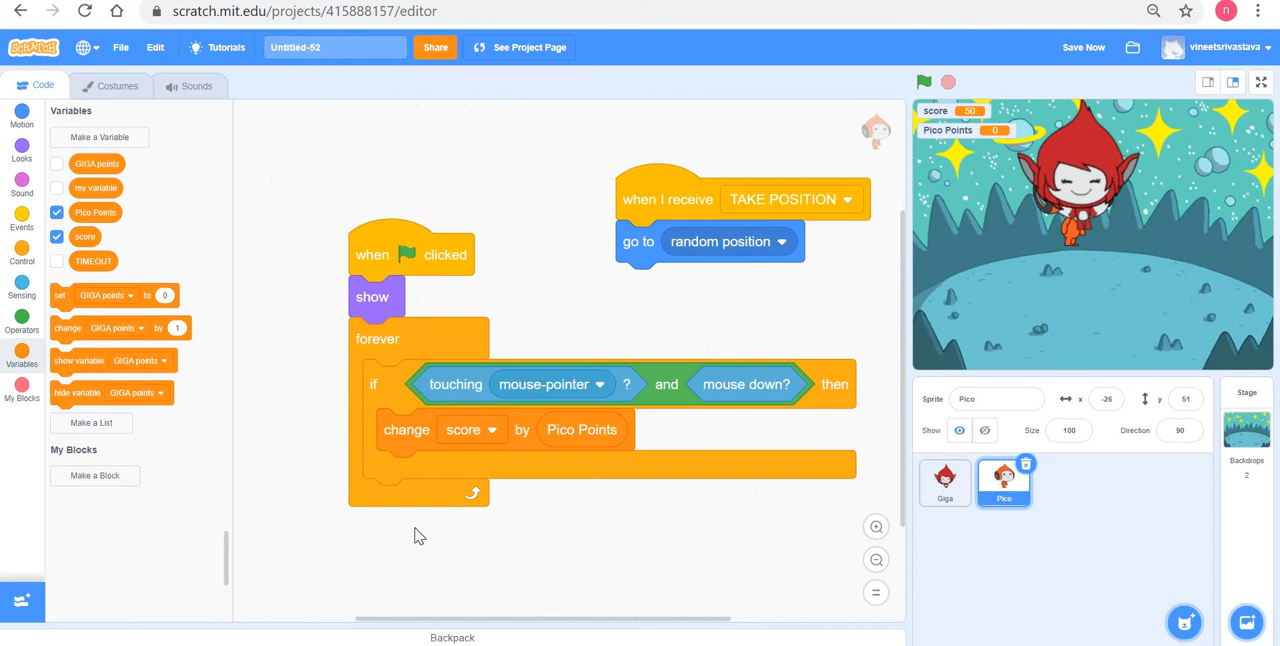 scratch.mit.edu/projects/415888157/editor
n
SCRATCH
File
Edit
Tutorials
Untitled-52
Share
See Project Page
Save Now
vineetsrivastava
Code
Costumes
Sounds
Motion
Looks
Sound
Events
Control
Sensing
Operators
Variables
My Blocks
Variables
Make a Variable
GIGA points
my variable
Pico Points
score
TIMEOUT
set GIGA points to 0
change GIGA points by 1
show variable GIGA points
hide variable GIGA points
Make a List
My Blocks
Make a Block
when I receive TAKE POSITION
go to random position
when clicked
show
forever
if touching mouse-pointer ? and mouse down? then
change score by Pico Points
Backpack
score 50
Pico Points 0
Sprite Pico x -26 y 51
Show Size 100 Direction 90
Giga
Pico
Stage
Backdrops
2